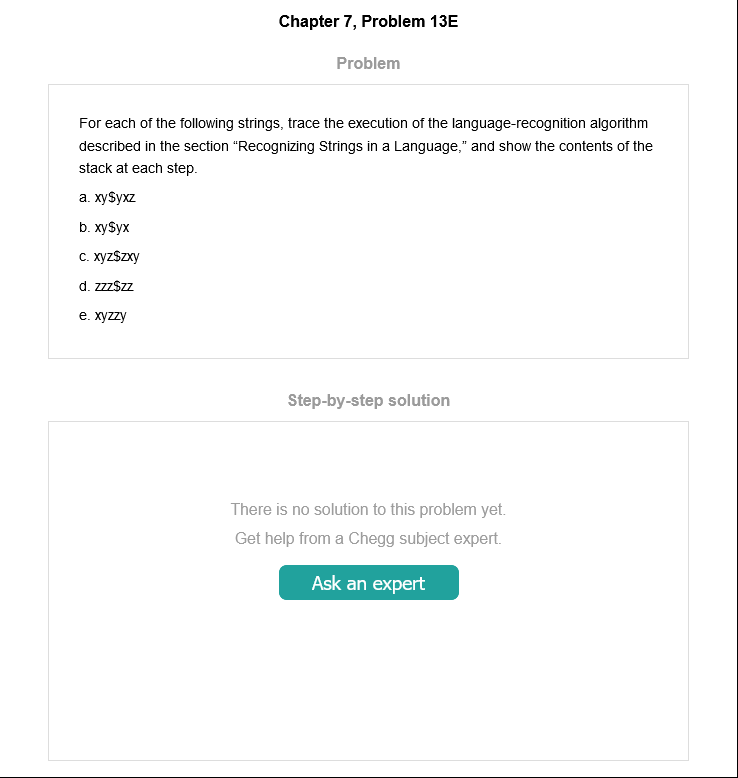 Chapter 7, Problem 13E
Problem
For each of the following strings, trace the execution of the language-recognition algorithm
described in the section “Recognizing Strings in a Language,” and show the contents of the
stack at each step.
a. xy$yxz
b. xy$yx
c. xyz$zxy
d. zzz$zz
e. xyzzy
Step-by-step solution
There is no solution to this problem yet.
Get help from a Chegg subject expert.
Ask an expert